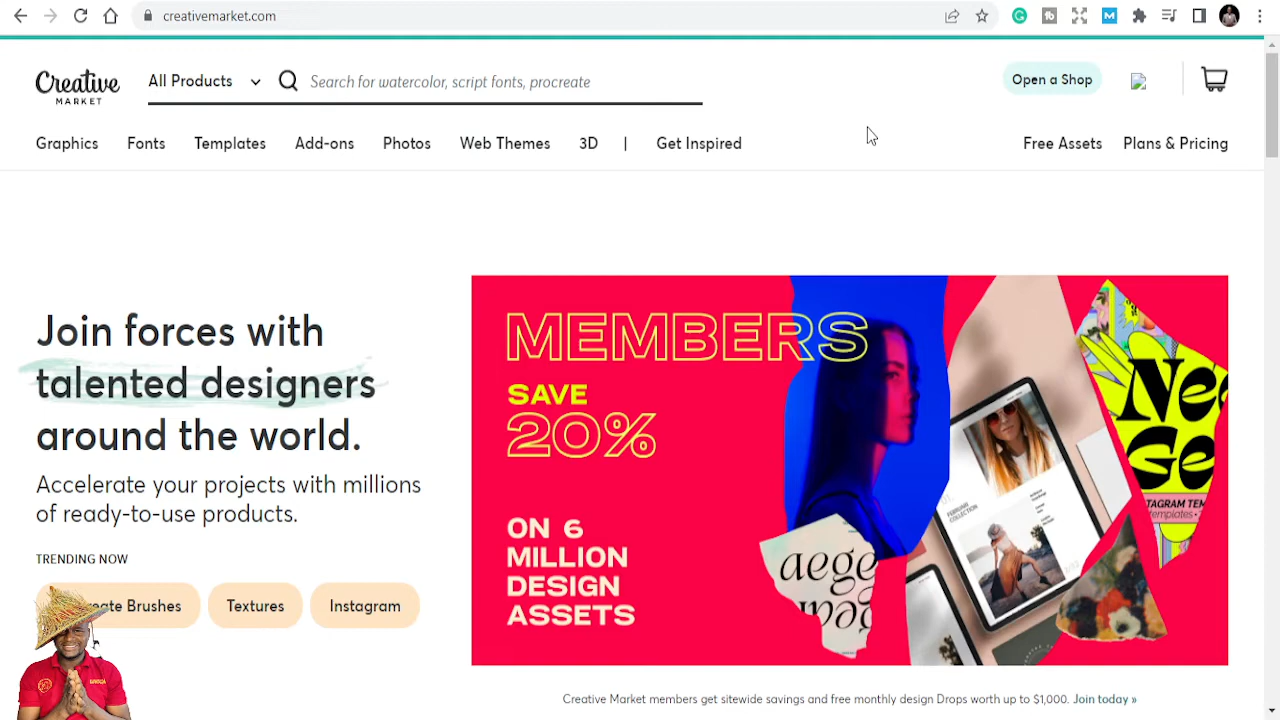 creativemarket.com
Creative
MARKET
All Products
Search for watercolor, script fonts, procreate
Open a Shop
Graphics
Fonts
Templates
Add-ons
Photos
Web Themes
3D
|
Get Inspired
Free Assets
Plans & Pricing
Join forces with
talented designers
around the world.
Accelerate your projects with millions
of ready-to-use products.
TRENDING NOW
Brushes
Textures
Instagram
MEMBERS
SAVE
20%
ON 6
MILLION
DESIGN
ASSETS
Creative Market members get sitewide savings and free monthly design Drops worth up to $1,000. Join today »